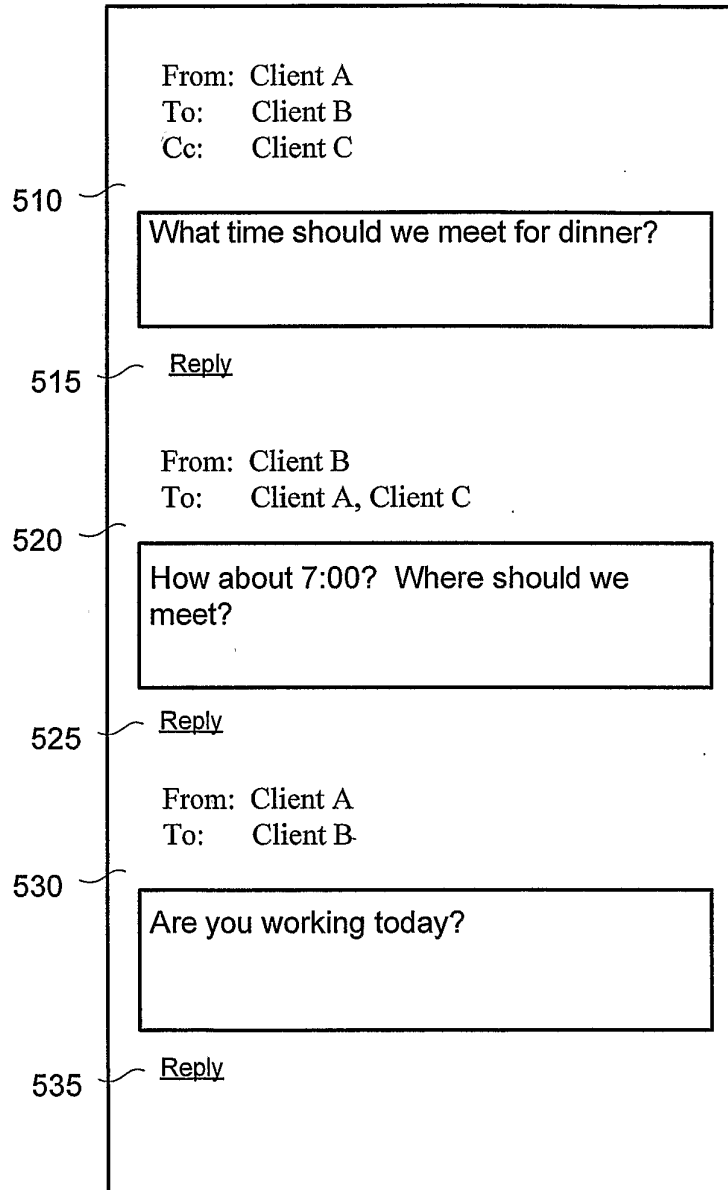 From: Client A
To: Client B
Cc: Client C
510
What time should we meet for dinner?
515
Reply
From: Client B
To: Client A, Client C
520
How about 7:00? Where should we
meet?
525
Reply
From: Client A
To: Client B
530
Are you working today?
535
Reply